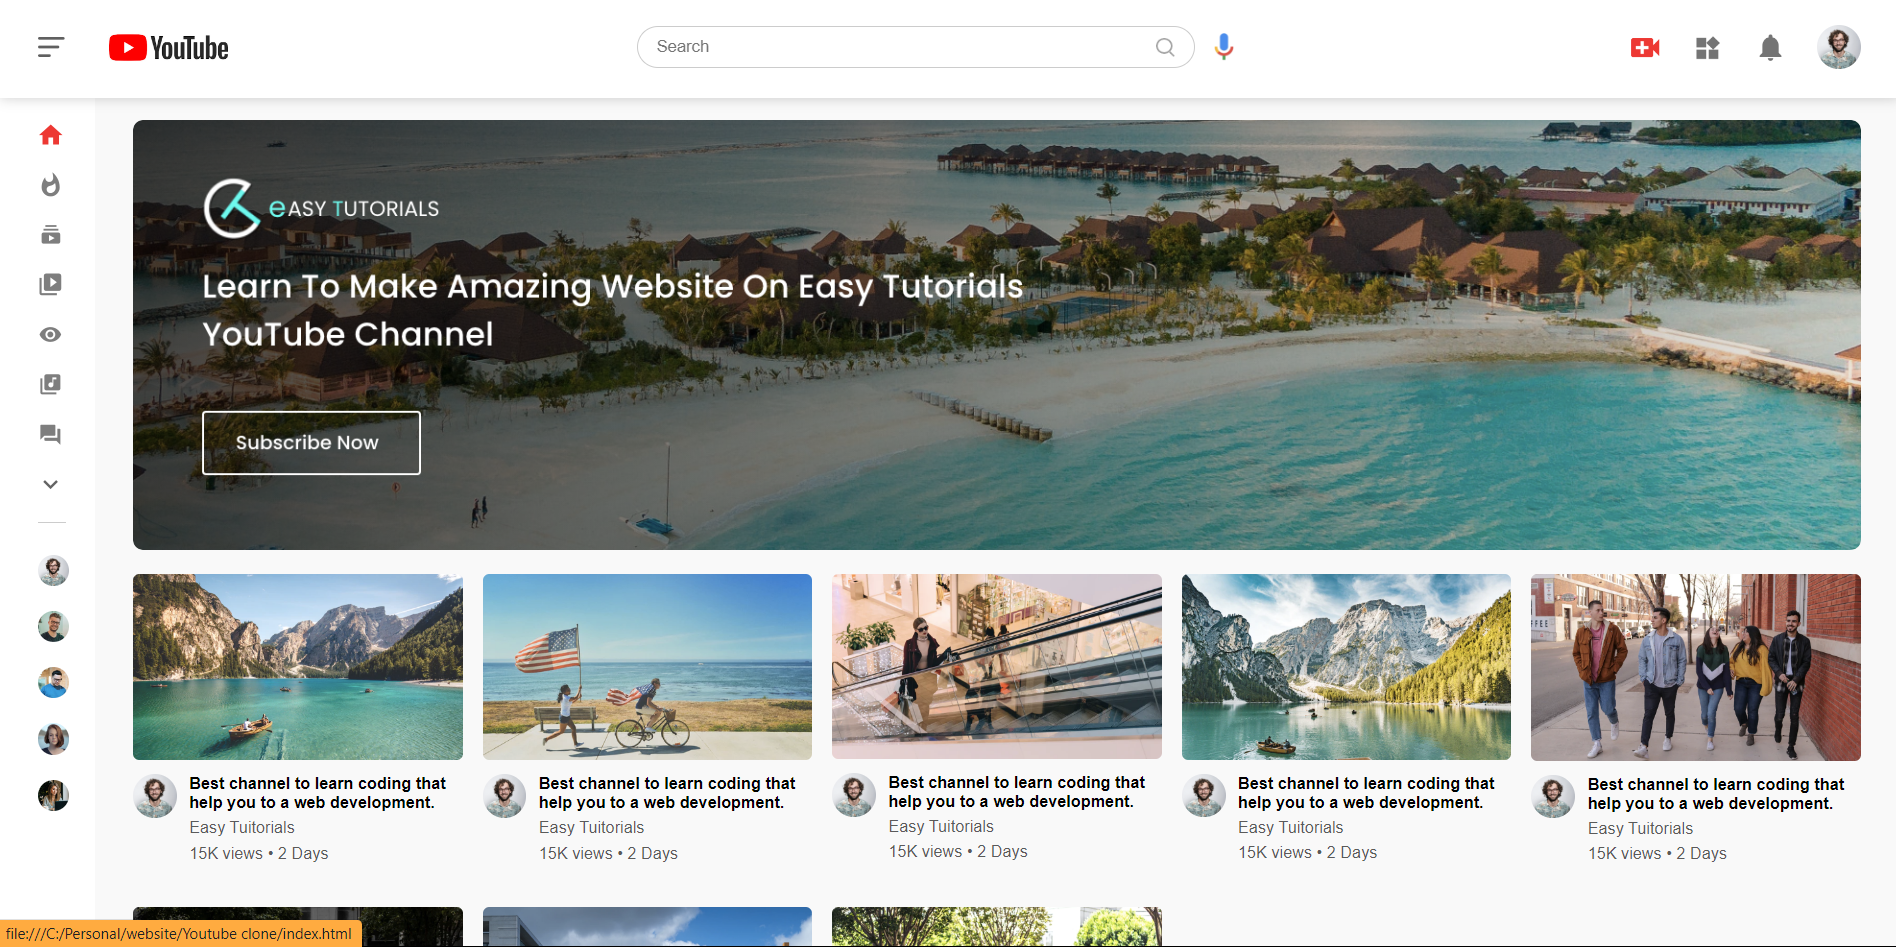 YouTube
Search
eASY TUTORIALS
Learn To Make Amazing Website On Easy Tutorials
YouTube Channel
Subscribe Now
Best channel to learn coding that
help you to a web development.
Easy Tuitorials
15K views • 2 Days
Best channel to learn coding that
help you to a web development.
Easy Tuitorials
15K views • 2 Days
Best channel to learn coding that
help you to a web development.
Easy Tuitorials
15K views • 2 Days
Best channel to learn coding that
help you to a web development.
Easy Tuitorials
15K views • 2 Days
Best channel to learn coding that
help you to a web development.
Easy Tuitorials
15K views • 2 Days
file:///C:/Personal/website/Youtube clone/index.html